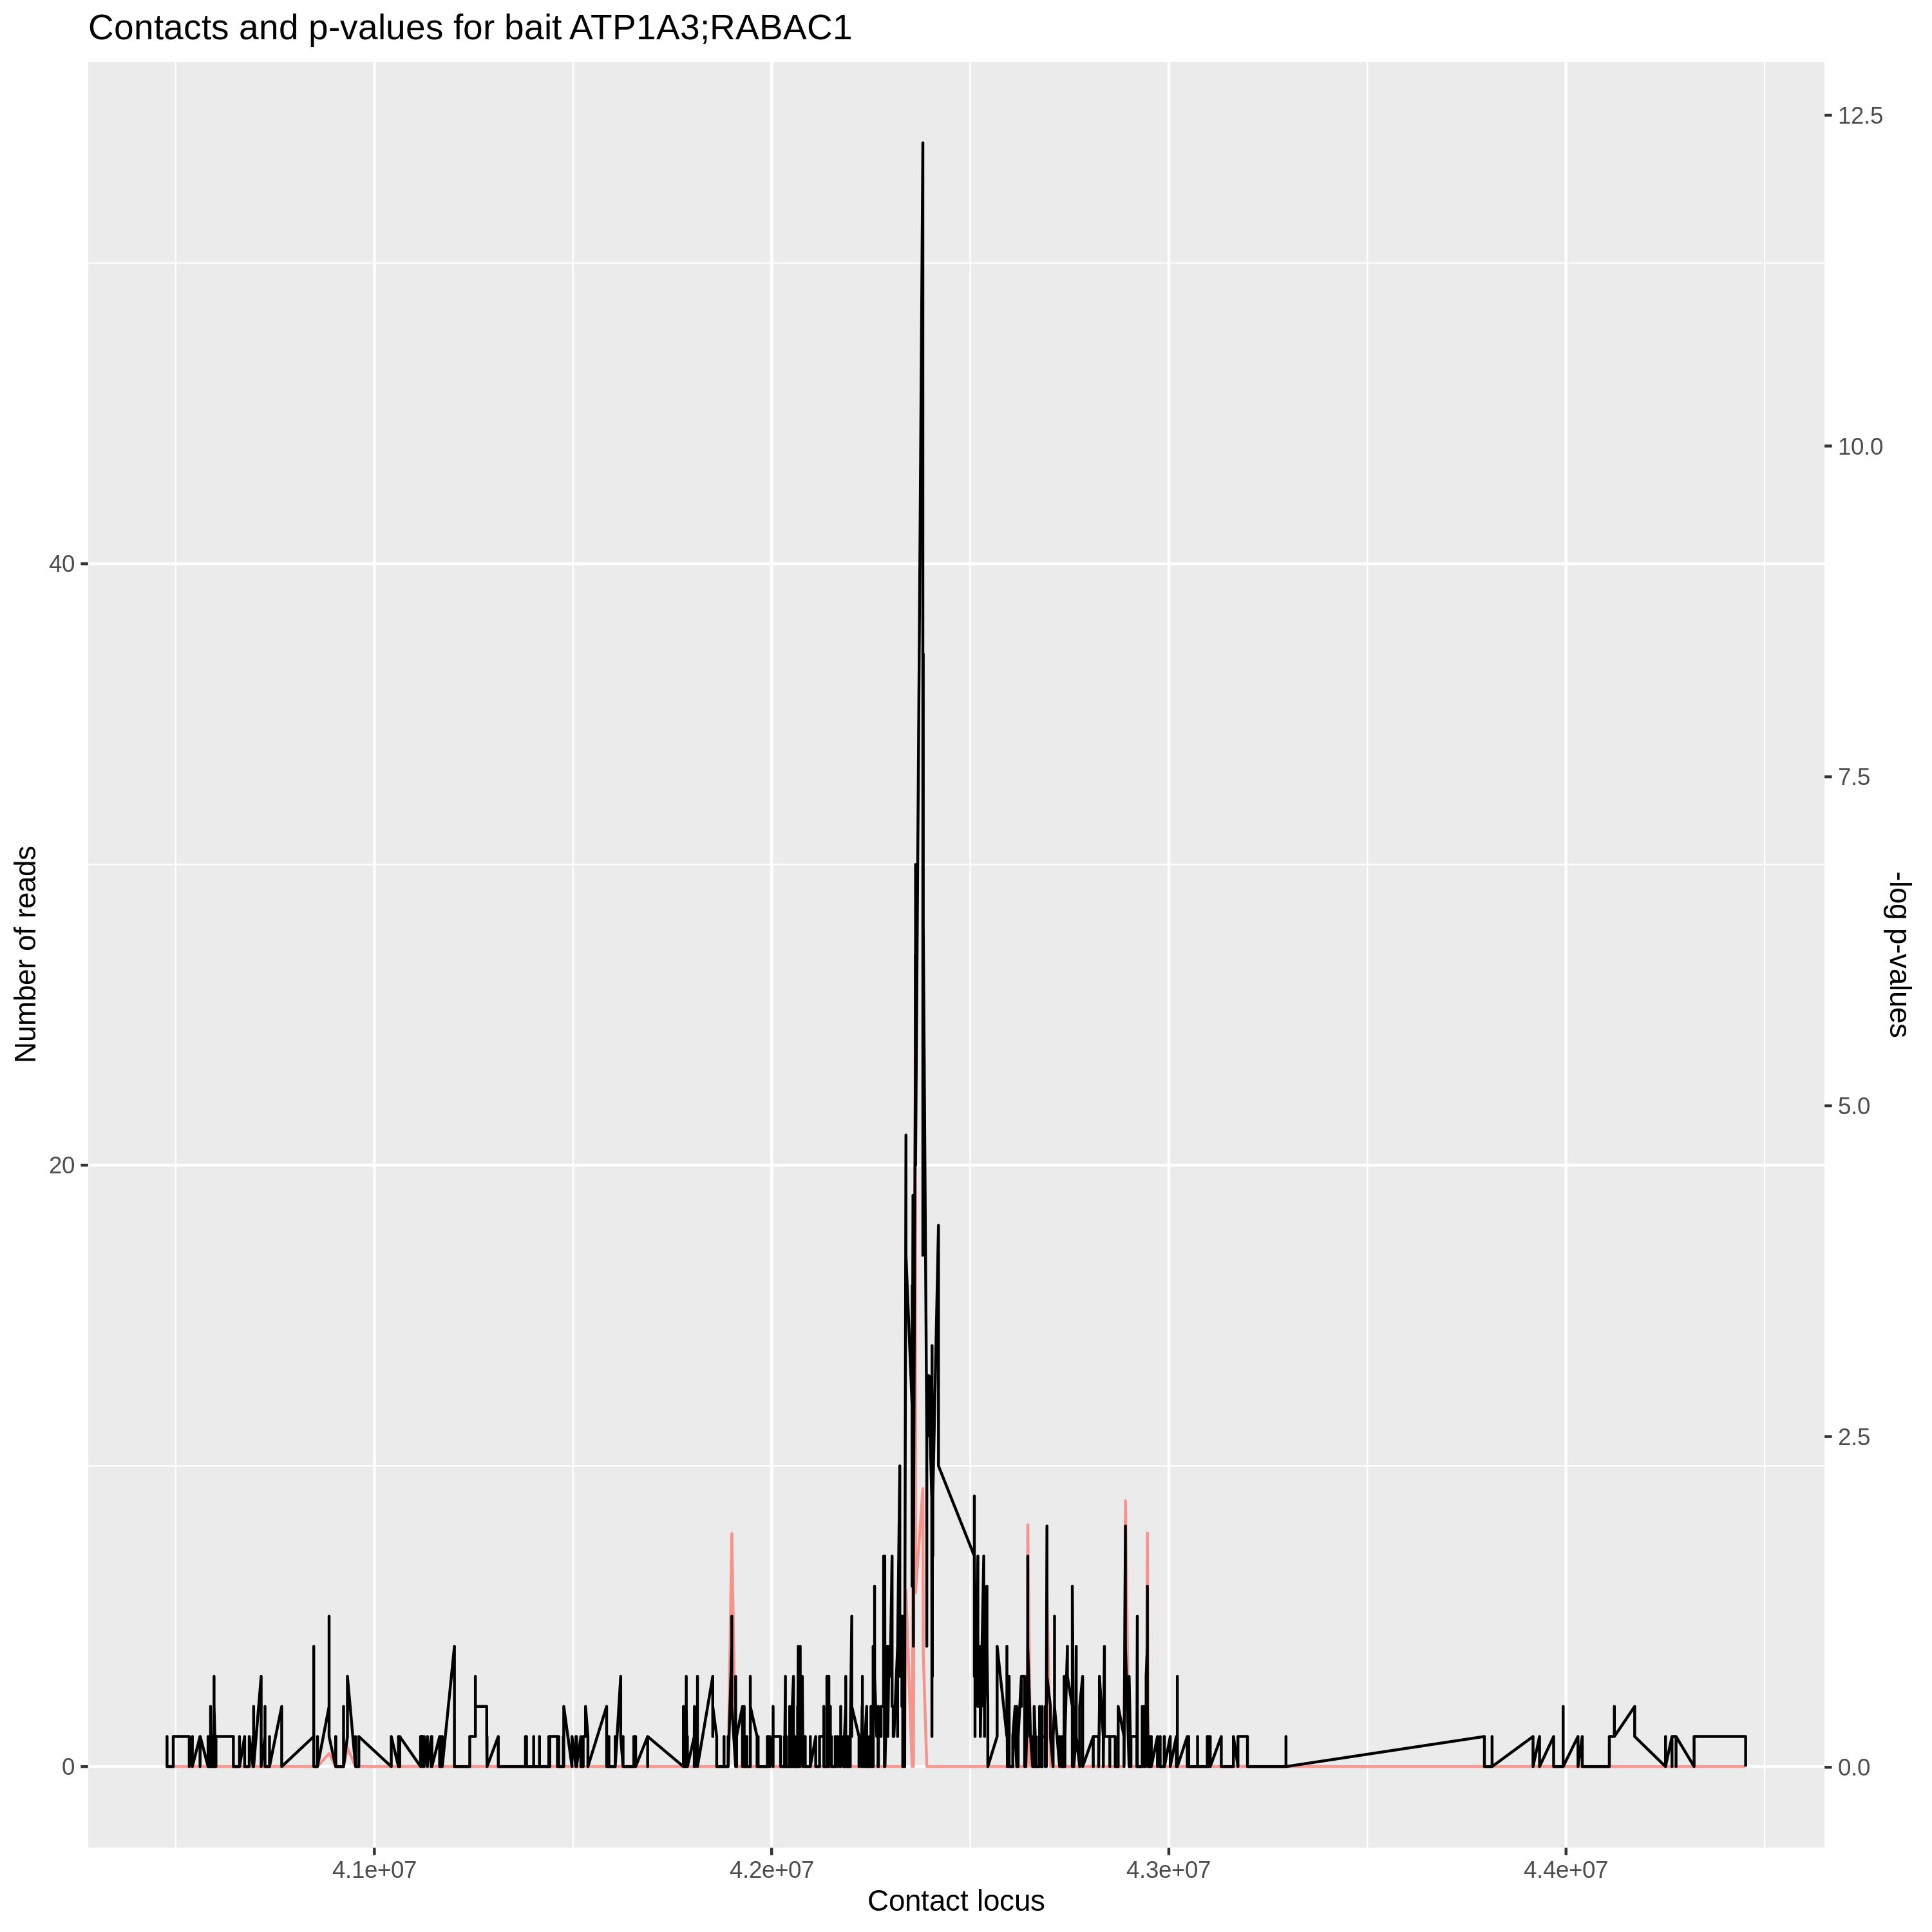 Contacts and p-values for bait ATP1A3;RABAC1
Number of reads
40
20
0
12.5
10.0
7.5
5.0
2.5
0.0
-log p-values
4.1e+07
4.2e+07
4.3e+07
4.4e+07
Contact locus